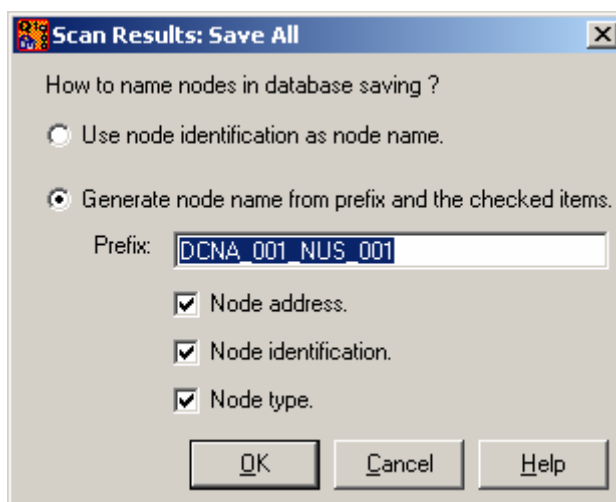 Scan Results: Save All
How to name nodes in database saving ?
Use node identification as node name.
Generate node name from prefix and the checked items.
Prefix: DCNA_001_NUS_001
Node address.
Node identification.
Node type.
OK Cancel Help